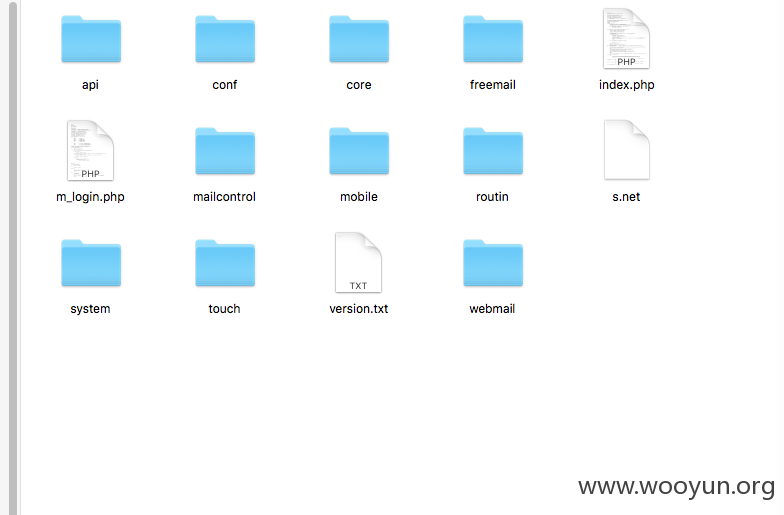 api conf core freemail index.php
PHP
m_login.php mailcontrol mobile routin s.net
PHP
system touch version.txt webmail
TXT
www.wooyun.org